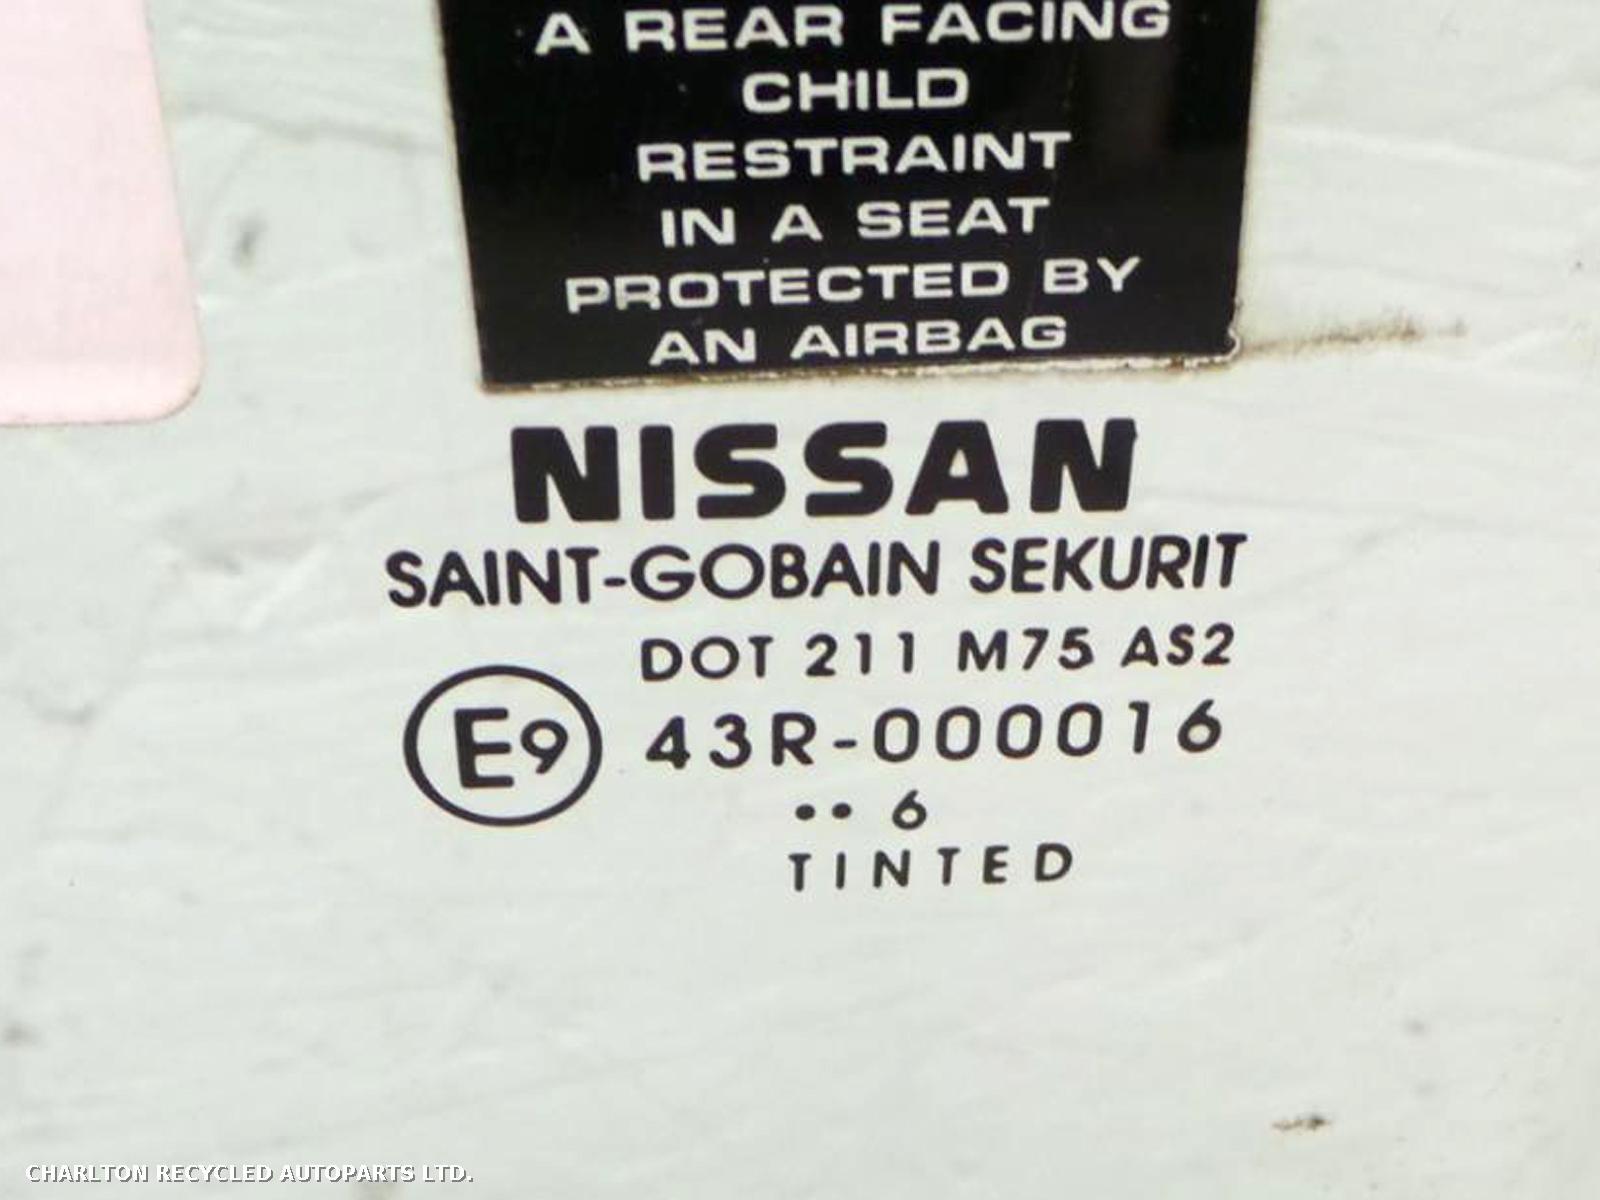 A REAR FACING
CHILD
RESTRAINT
IN A SEAT
PROTECTED BY
AN AIRBAG
NISSAN
SAINT-GOBAIN SEKURIT
DOT 211 M75 AS2
E9 43R-000016
•• 6
TINTED
CHARLTON RECYCLED AUTOPARTS LTD.